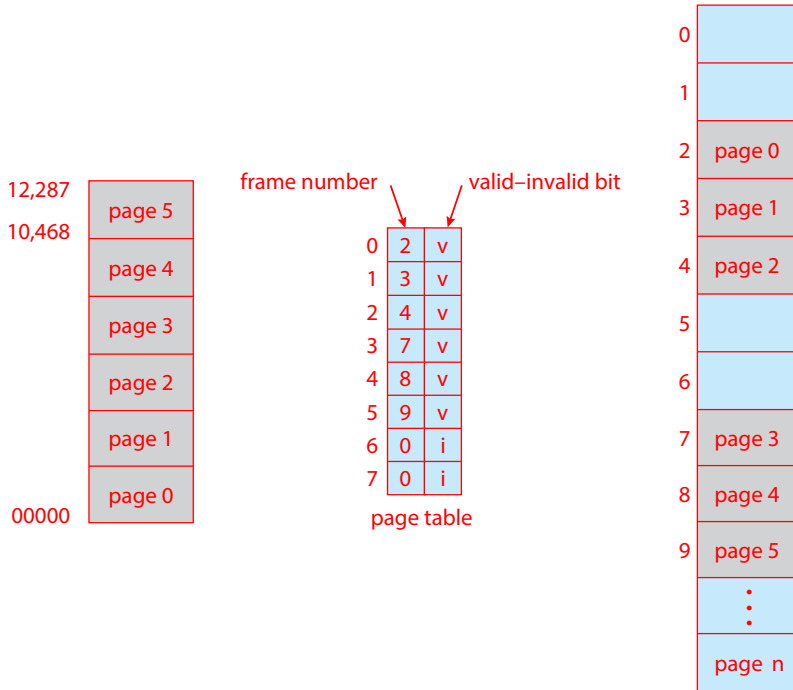 12,287
10,468
00000
page 5
page 4
page 3
page 2
page 1
page 0
frame number
valid–invalid bit
0 2 v
1 3 v
2 4 v
3 7 v
4 8 v
5 9 v
6 0 i
7 0 i
page table
0
1
2 page 0
3 page 1
4 page 2
5
6
7 page 3
8 page 4
9 page 5
page n